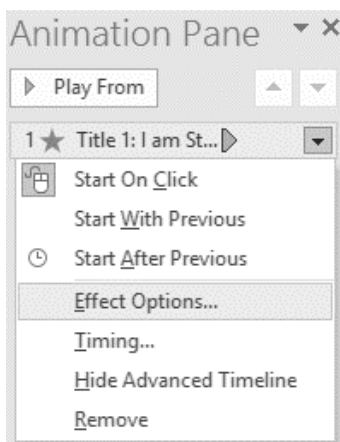 Animation Pane
Play From
1 Title 1: I am St...
Start On Click
Start With Previous
Start After Previous
Effect Options...
Timing...
Hide Advanced Timeline
Remove